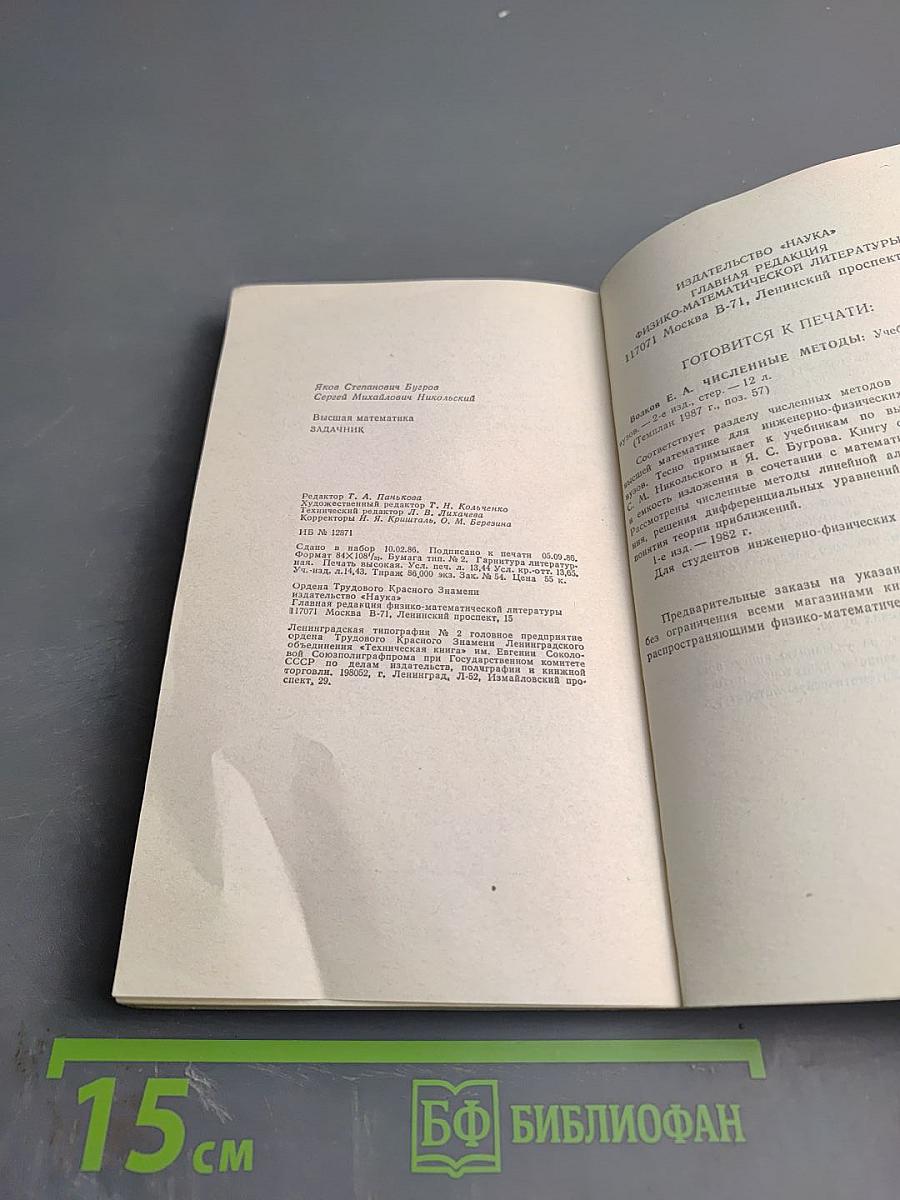 Яков Степанович Бугров
Сергей Михайлович Никольский
Высшая математика
ЗАДАЧНИК
Редактор Т. А. Панькова
Художественный редактор Т. Н. Кольченко
Технический редактор Л. В. Лихачева
Корректоры И. Я. Кришталь, О. М. Березина
ИБ № 12871
Сдано в набор 10.02.86. Подписано к печати 05.09.86.
Формат 84×108¹/₃₂. Бумага тип. № 2. Гарнитура литератур-
ная. Печать высокая. Усл. печ. л. 13,44 Усл. кр.-отт. 13,65.
Уч.-изд. л.14,43. Тираж 86,000 экз. Зак. № 54. Цена 55 к.
Ордена Трудового Красного Знамени
издательство «Наука»
Главная редакция физико-математической литературы
117071 Москва В-71, Ленинский проспект, 15
Ленинградская типография № 2 головное предприятие
ордена Трудового Красного Знамени Ленинградского
объединения «Техническая книга» им. Евгении Соколо-
вой Союзполиграфпрома при Государственном комитете
СССР по делам издательств, полиграфии и книжной
торговли. 198052, г. Ленинград, Л-52, Измайловский про-
спект, 29.
ИЗДАТЕЛЬСТВО «НАУКА»
ГЛАВНАЯ РЕДАКЦИЯ
ФИЗИКО-МАТЕМАТИЧЕСКОЙ ЛИТЕРАТУРЫ
117071 Москва В-71, Ленинский проспект
ГОТОВИТСЯ К ПЕЧАТИ:
Волков Е. А. ЧИСЛЕННЫЕ МЕТОДЫ: Учеб
вузов. — 2-е изд., стер. — 12 л.
(Темплан 1987 г., поз. 57)
Соответствует разделу численных методов
высшей математике для инженерно-физических
вузов. Тесно примыкает к учебникам по вы
С. М. Никольского и Я. С. Бугрова. Книгу
и емкость изложения в сочетании с математи
Рассмотрены численные методы линейной ал
ния, решения дифференциальных уравнений
понятия теории приближений.
1-е изд. — 1982 г.
Для студентов инженерно-физических
Предварительные заказы на указан
без ограничения всеми магазинами кн
распространяющими физико-математиче
15 см
БФ БИБЛИОФАН